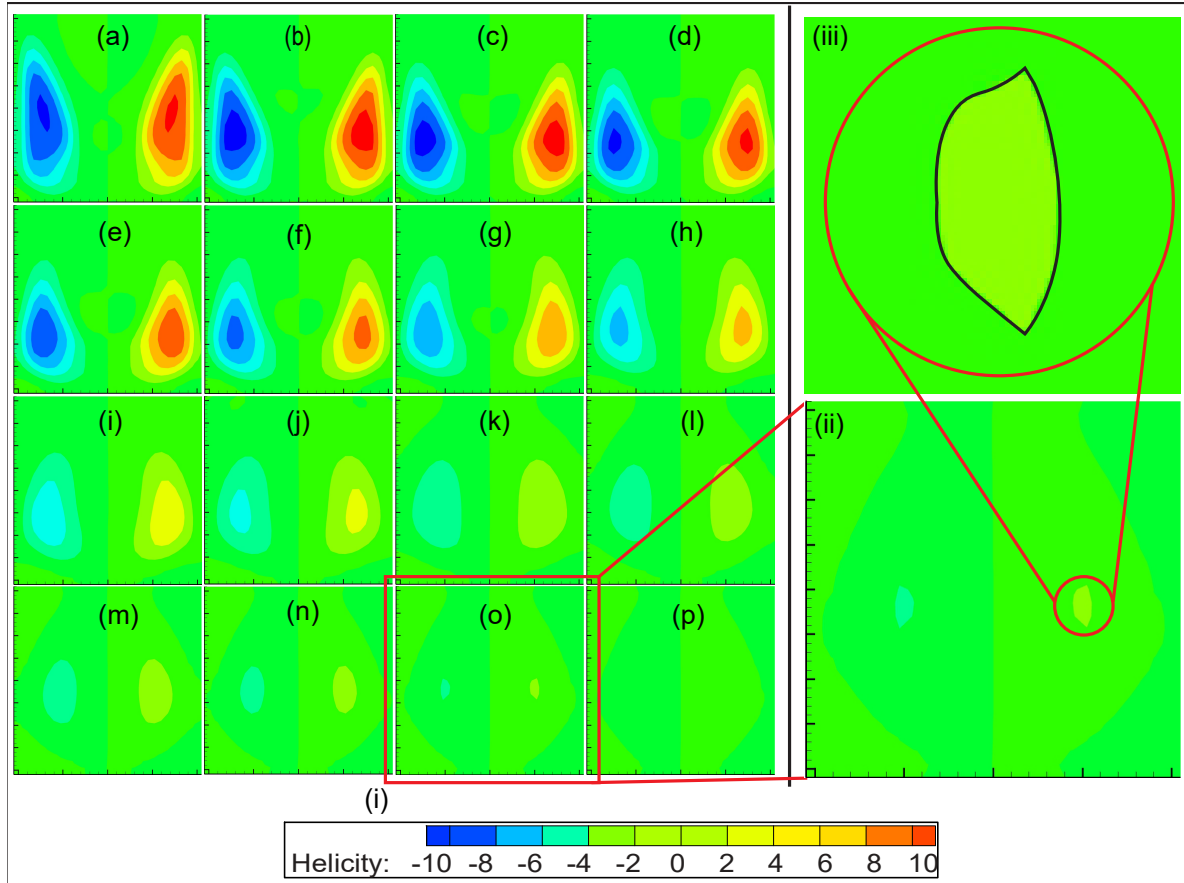 (a) (b) (c) (d) (iii)
(e) (f) (g) (h)
(i) (j) (k) (l) (ii)
(m) (n) (o) (p)
(i)
Helicity: -10 -8 -6 -4 -2 0 2 4 6 8 10